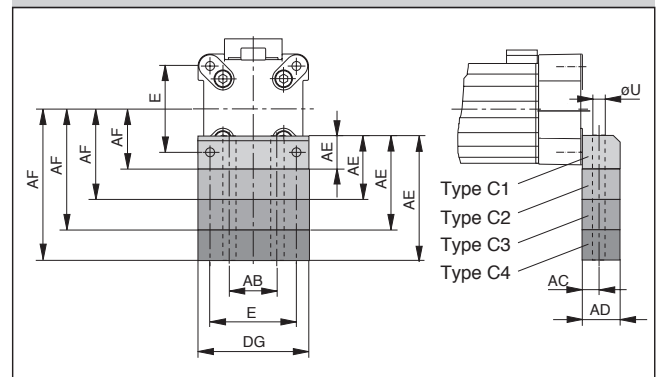 E
AF
AF
AF
AF
AE
AE
AE
AE
AB
E
DG
øU
Type C1
Type C2
Type C3
Type C4
AC
AD